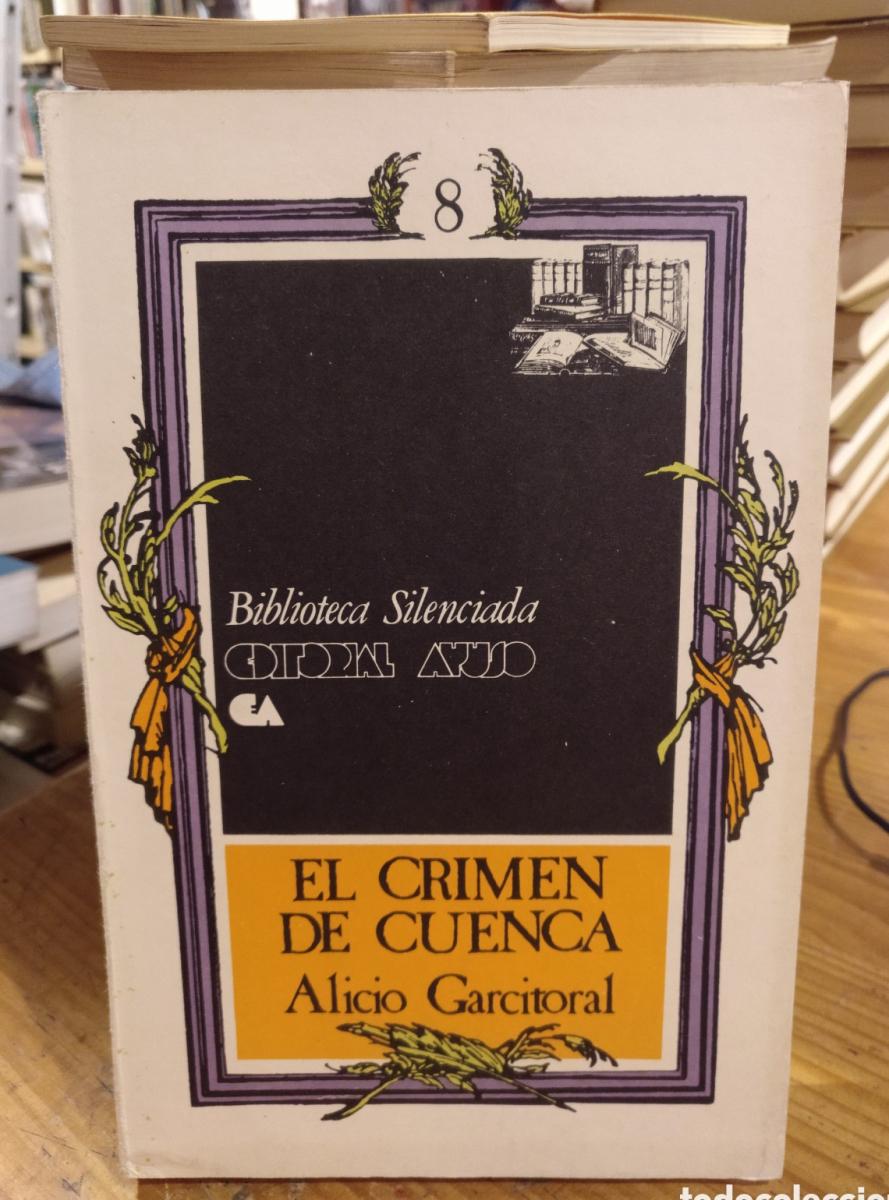 8
Biblioteca Silenciada
EDITORIAL AYUSO
EA
EL CRIMEN
DE CUENCA
Alicio Garcitoral